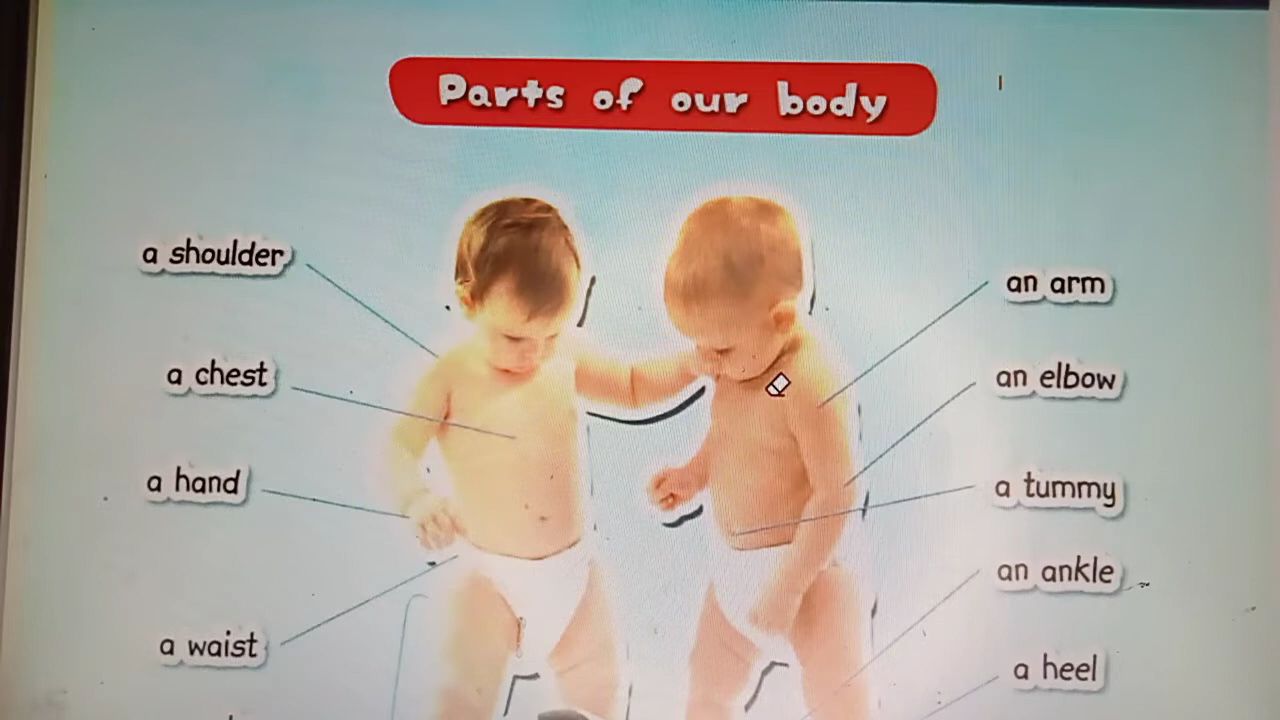 Parts of our body
a shoulder
a chest
a hand
a waist
an arm
an elbow
a tummy
an ankle
a heel